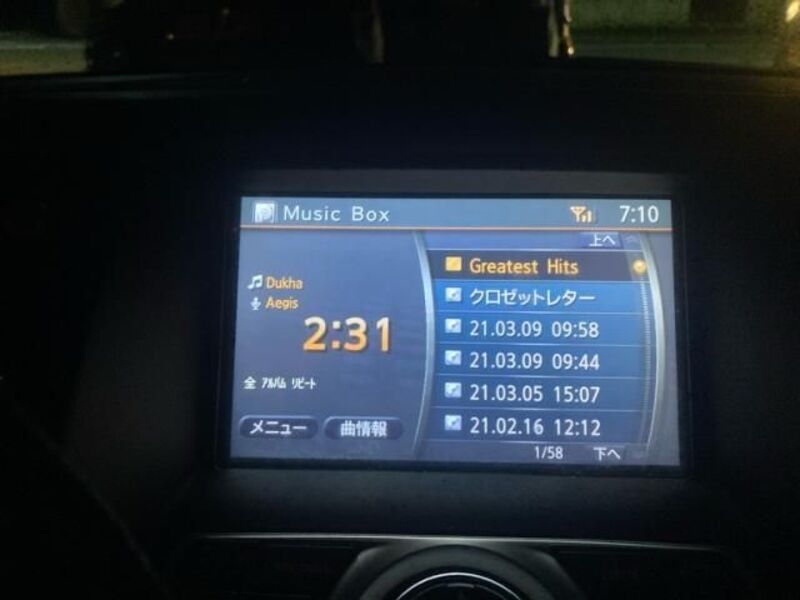 Music Box
7:10
上へ
Dukha
Aegis
2:31
全 アルバム リピート
メニュー
曲情報
Greatest Hits
クロゼットレター
21.03.09 09:58
21.03.09 09:44
21.03.05 15:07
21.02.16 12:12
1/58
下へ